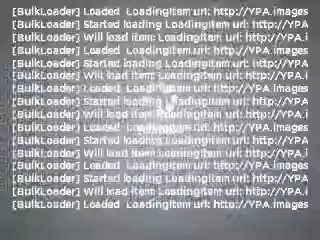 [BulkLoader] Loaded LoadingItem url: http://YPA.images
[BulkLoader] Started loading LoadingItem url: http://YPA
[BulkLoader] Will load item: LoadingItem url: http://YPA.i
[BulkLoader] Loaded LoadingItem url: http://YPA.images
[BulkLoader] Started loading LoadingItem url: http://YPA
[BulkLoader] Will load item: LoadingItem url: http://YPA.i
[BulkLoader] Loaded LoadingItem url: http://YPA.images
[BulkLoader] Started loading LoadingItem url: http://YPA
[BulkLoader] Will load item: LoadingItem url: http://YPA.i
[BulkLoader] Loaded LoadingItem url: http://YPA.images
[BulkLoader] Started loading LoadingItem url: http://YPA
[BulkLoader] Will load item: LoadingItem url: http://YPA.i
[BulkLoader] Loaded LoadingItem url: http://YPA.images
[BulkLoader] Started loading LoadingItem url: http://YPA
[BulkLoader] Will load item: LoadingItem url: http://YPA.i
[BulkLoader] Loaded LoadingItem url: http://YPA.images